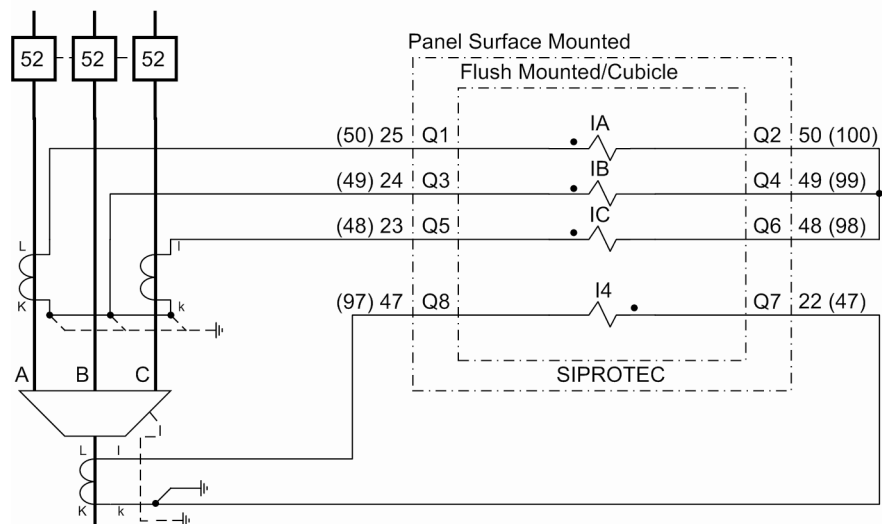 52 52 52
Panel Surface Mounted
Flush Mounted/Cubicle
(50) 25 Q1 IA Q2 50 (100)
(49) 24 Q3 IB Q4 49 (99)
(48) 23 Q5 IC Q6 48 (98)
L l
K k
(97) 47 Q8 I4 Q7 22 (47)
A B C
SIPROTEC
L l
K k